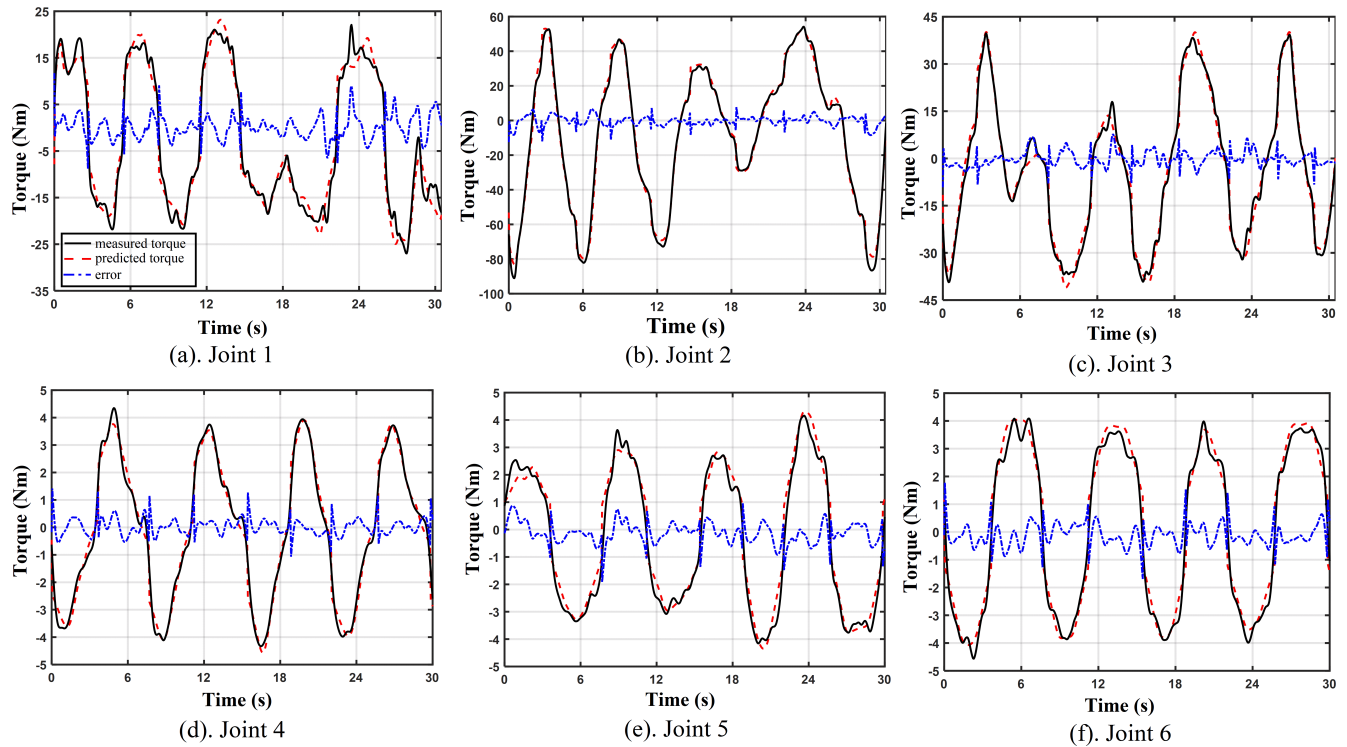 25
15
5
-5
-15
-25
-35
Torque (Nm)
measured torque
predicted torque
error
0 6 12 18 24 30
Time (s)
(a). Joint 1
60
40
20
0
-20
-40
-60
-80
-100
Torque (Nm)
0 6 12 18 24 30
Time (s)
(b). Joint 2
45
30
15
0
-15
-30
-45
Torque (Nm)
0 6 12 18 24 30
Time (s)
(c). Joint 3
5
4
3
2
1
0
-1
-2
-3
-4
-5
Torque (Nm)
0 6 12 18 24 30
Time (s)
(d). Joint 4
5
4
3
2
1
0
-1
-2
-3
-4
-5
Torque (Nm)
0 6 12 18 24 30
Time (s)
(e). Joint 5
5
4
3
2
1
0
-1
-2
-3
-4
-5
Torque (Nm)
0 6 12 18 24 30
Time (s)
(f). Joint 6